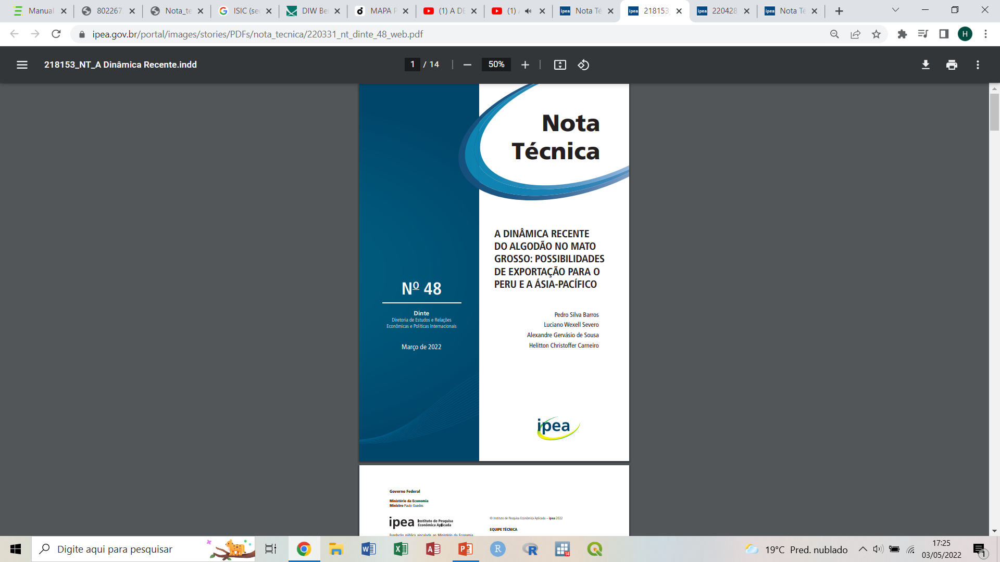 Manual
802267
Nota_te
ISIC (sec
DIW Be
MAPA P
(1) A DE
(1)
Nota Té
218153
220428
Nota Té
ipea.gov.br/portal/images/stories/PDFs/nota_tecnica/220331_nt_dinte_48_web.pdf
H
218153_NT_A Dinâmica Recente.indd
1 / 14
50%
Nota
Técnica
A DINÂMICA RECENTE
DO ALGODÃO NO MATO
GROSSO: POSSIBILIDADES
DE EXPORTAÇÃO PARA O
PERU E A ÁSIA-PACÍFICO
Nº 48
Dinte
Diretoria de Estudos e Relações
Econômicas e Políticas Internacionais
Março de 2022
Pedro Silva Barros
Luciano Wexell Severo
Alexandre Gervásio de Sousa
Helitton Christoffer Carneiro
ipea
Governo Federal
Ministério da Economia
Ministro Paulo Guedes
ipea Instituto de Pesquisa
Econômica Aplicada
Fundação pública vinculada ao Ministério da Economia
© Instituto de Pesquisa Econômica Aplicada – ipea 2022
EQUIPE TÉCNICA
Digite aqui para pesquisar
19°C Pred. nublado
17:25
03/05/2022
1